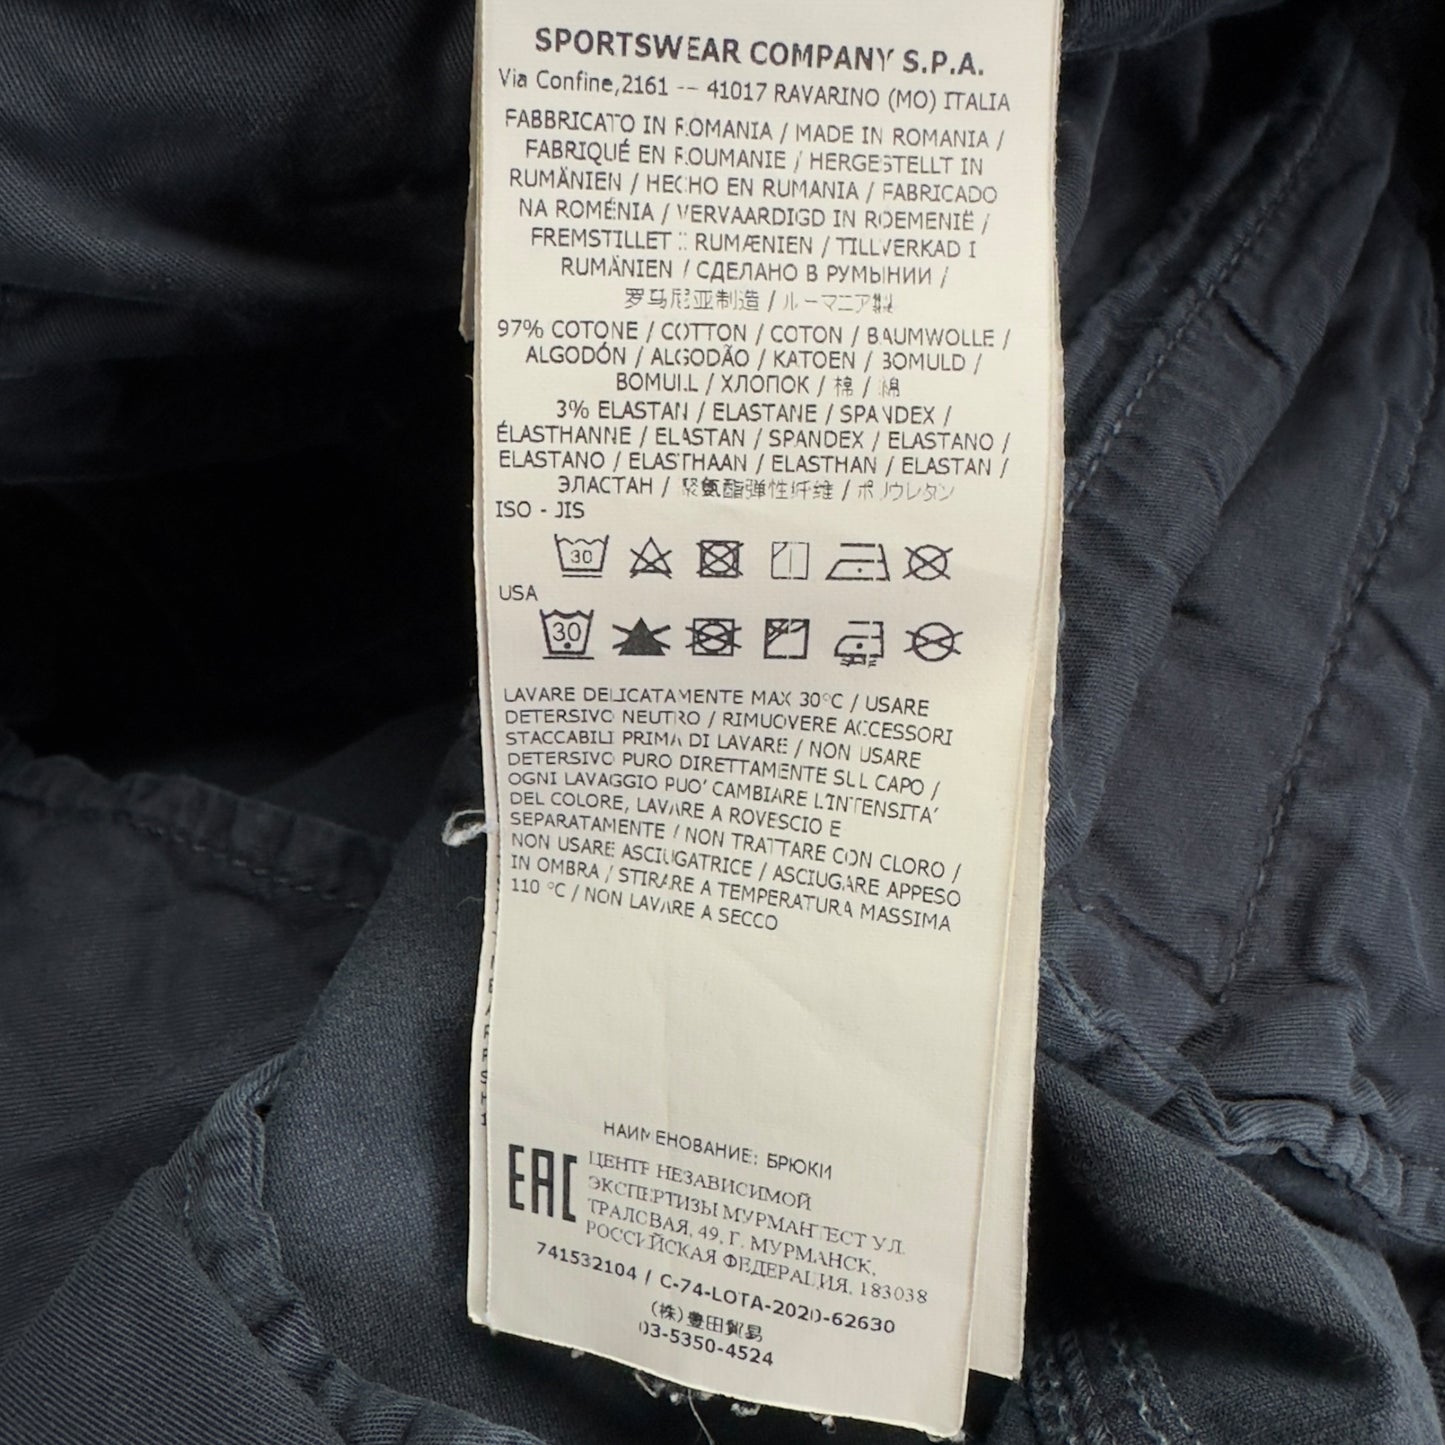 SPORTSWEAR COMPANY S.P.A.
Via Confine,2161 -- 41017 RAVARINO (MO) ITALIA
FABBRICATO IN ROMANIA / MADE IN ROMANIA /
FABRIQUÉ EN ROUMANIE / HERGESTELLT IN
RUMÄNIEN / HECHO EN RUMANIA / FABRICADO
NA ROMÉNIA / VERVAARDIGD IN ROEMENIË /
FREMSTILLET I RUMÆNIEN / TILLVERKAD I
RUMÄNIEN / СДЕЛАНО В РУМЫНИИ /
罗马尼亚制造 / ルーマニア製
97% COTONE / COTTON / COTON / BAUMWOLLE /
ALGODÓN / ALGODÃO / KATOEN / BOMULD /
BOMULL / ХЛОПОК / 棉 / 綿
3% ELASTAN / ELASTANE / SPANDEX /
ÉLASTHANNE / ELASTAN / SPANDEX / ELASTANO /
ELASTANO / ELASTHAAN / ELASTHAN / ELASTAN /
ЭЛАСТАН / 聚氨酯弹性纤维 / ポリウレタン
ISO - JIS
30
USA
30
LAVARE DELICATAMENTE MAX 30°C / USARE
DETERSIVO NEUTRO / RIMUOVERE ACCESSORI
STACCABILI PRIMA DI LAVARE / NON USARE
DETERSIVO PURO DIRETTAMENTE SUL CAPO /
OGNI LAVAGGIO PUO' CAMBIARE L'INTENSITA'
DEL COLORE, LAVARE A ROVESCIO E
SEPARATAMENTE / NON TRATTARE CON CLORO /
NON USARE ASCIUGATRICE / ASCIUGARE APPESO
IN OMBRA / STIRARE A TEMPERATURA MASSIMA
110 °C / NON LAVARE A SECCO
НАИМЕНОВАНИЕ: БРЮКИ
EAC
ЦЕНТР НЕЗАВИСИМОЙ
ЭКСПЕРТИЗЫ МУРМАНТЕСТ УЛ.
ТРАЛОВАЯ, 49, Г. МУРМАНСК,
РОССИЙСКАЯ ФЕДЕРАЦИЯ, 183038
741532104 / C-74-LOTA-2020-62630
(株)豊田貿易
03-5350-4524